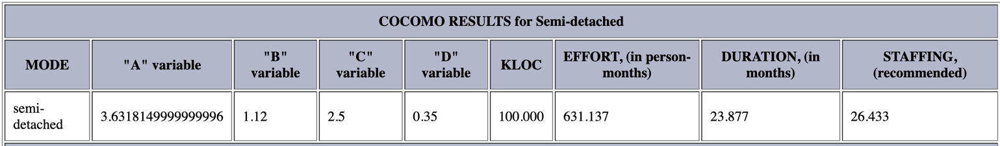 COCOMO RESULTS for Semi-detached
MODE
"A" variable
"B"
variable
"C"
variable
"D"
variable
KLOC
EFFORT, (in person-
months)
DURATION, (in
months)
STAFFING,
(recommended)
semi-
detached
3.6318149999999996
1.12
2.5
0.35
100.000
631.137
23.877
26.433